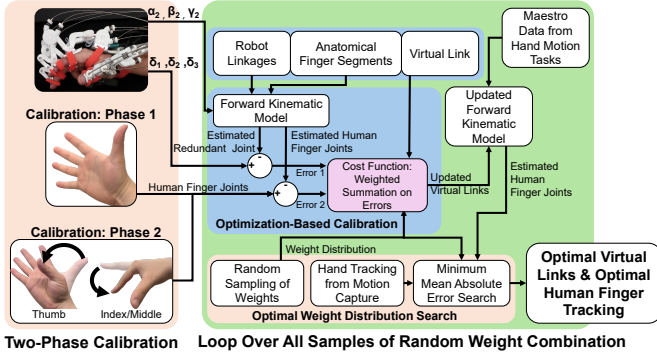 α2 , β2 , γ2
δ1 ,δ2 ,δ3
Calibration: Phase 1
Calibration: Phase 2
Thumb
Index/Middle
Two-Phase Calibration
Robot
Linkages
Anatomical
Finger Segments
Virtual Link
Maestro
Data from
Hand Motion
Tasks
Forward Kinematic
Model
Updated
Forward
Kinematic
Model
Estimated
Redundant Joint
Estimated Human
Finger Joints
+
-
Error 1
Human Finger Joints
+
-
Error 2
Cost Function:
Weighted
Summation on
Errors
Updated
Virtual Links
Estimated
Human
Finger Joints
Optimization-Based Calibration
Weight Distribution
Random
Sampling of
Weights
Hand Tracking
from Motion
Capture
Minimum
Mean Absolute
Error Search
Optimal Weight Distribution Search
Optimal Virtual
Links & Optimal
Human Finger
Tracking
Loop Over All Samples of Random Weight Combination